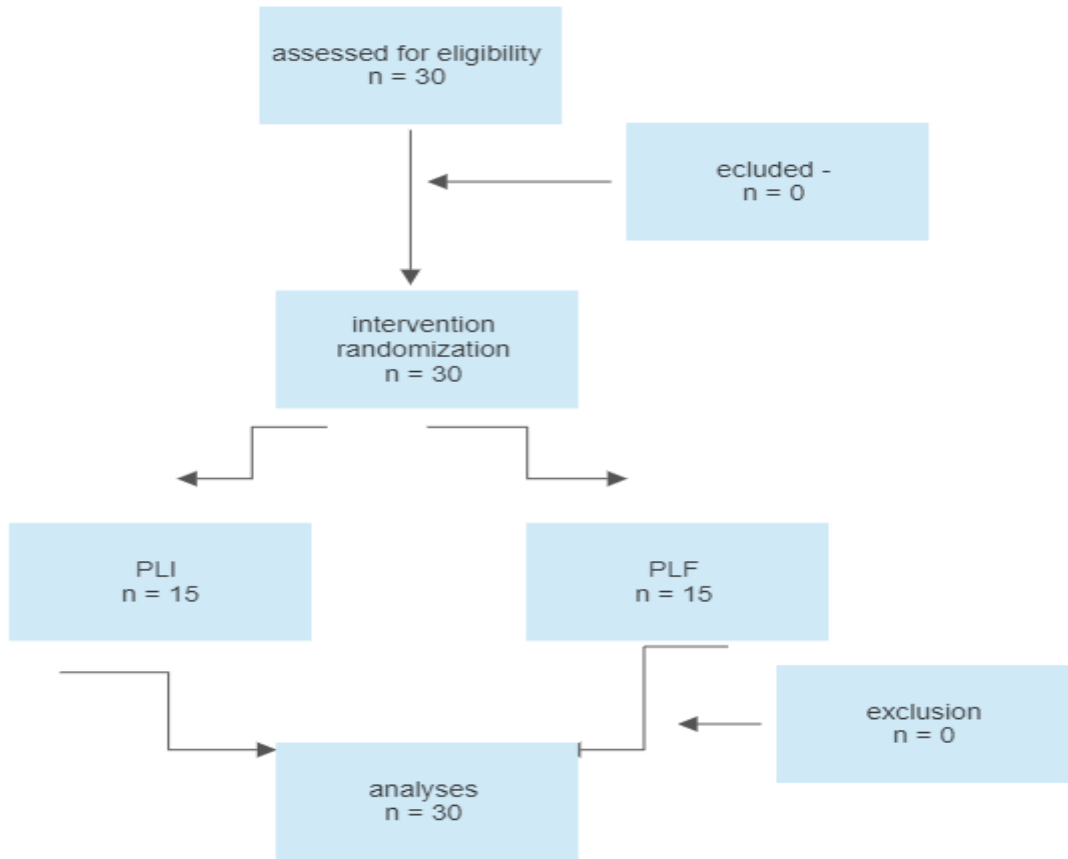 assessed for eligibility
n = 30
ecluded -
n = 0
intervention
randomization
n = 30
PLI
n = 15
PLF
n = 15
exclusion
n = 0
analyses
n = 30